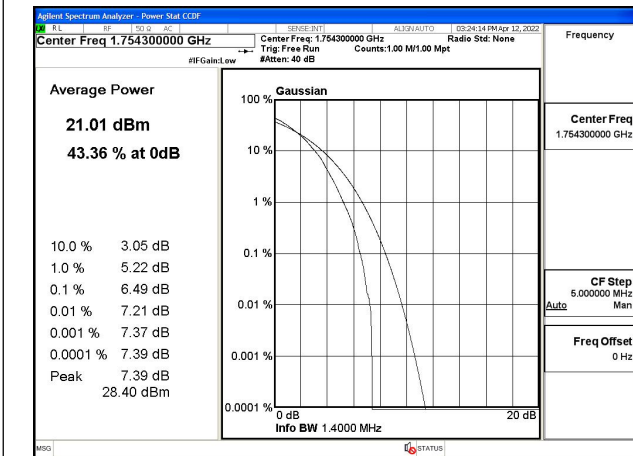 Agilent Spectrum Analyzer - Power Stat CCDF
LXI RL RF 50 Ω AC SENSE:INT ALIGN AUTO 03:24:14 PM Apr 12, 2022
Center Freq 1.754300000 GHz
Center Freq: 1.754300000 GHz Radio Std: None
Trig: Free Run Counts:1.00 M/1.00 Mpt
#IFGain:Low #Atten: 40 dB
Frequency
Average Power
21.01 dBm
43.36 % at 0dB
10.0 % 3.05 dB
1.0 % 5.22 dB
0.1 % 6.49 dB
0.01 % 7.21 dB
0.001 % 7.37 dB
0.0001 % 7.39 dB
Peak 7.39 dB
28.40 dBm
Gaussian
100 %
10 %
1 %
0.1 %
0.01 %
0.001 %
0.0001 %
0 dB 20 dB
Info BW 1.4000 MHz
Center Freq
1.754300000 GHz
CF Step
5.000000 MHz
Auto Man
Freq Offset
0 Hz
MSG STATUS